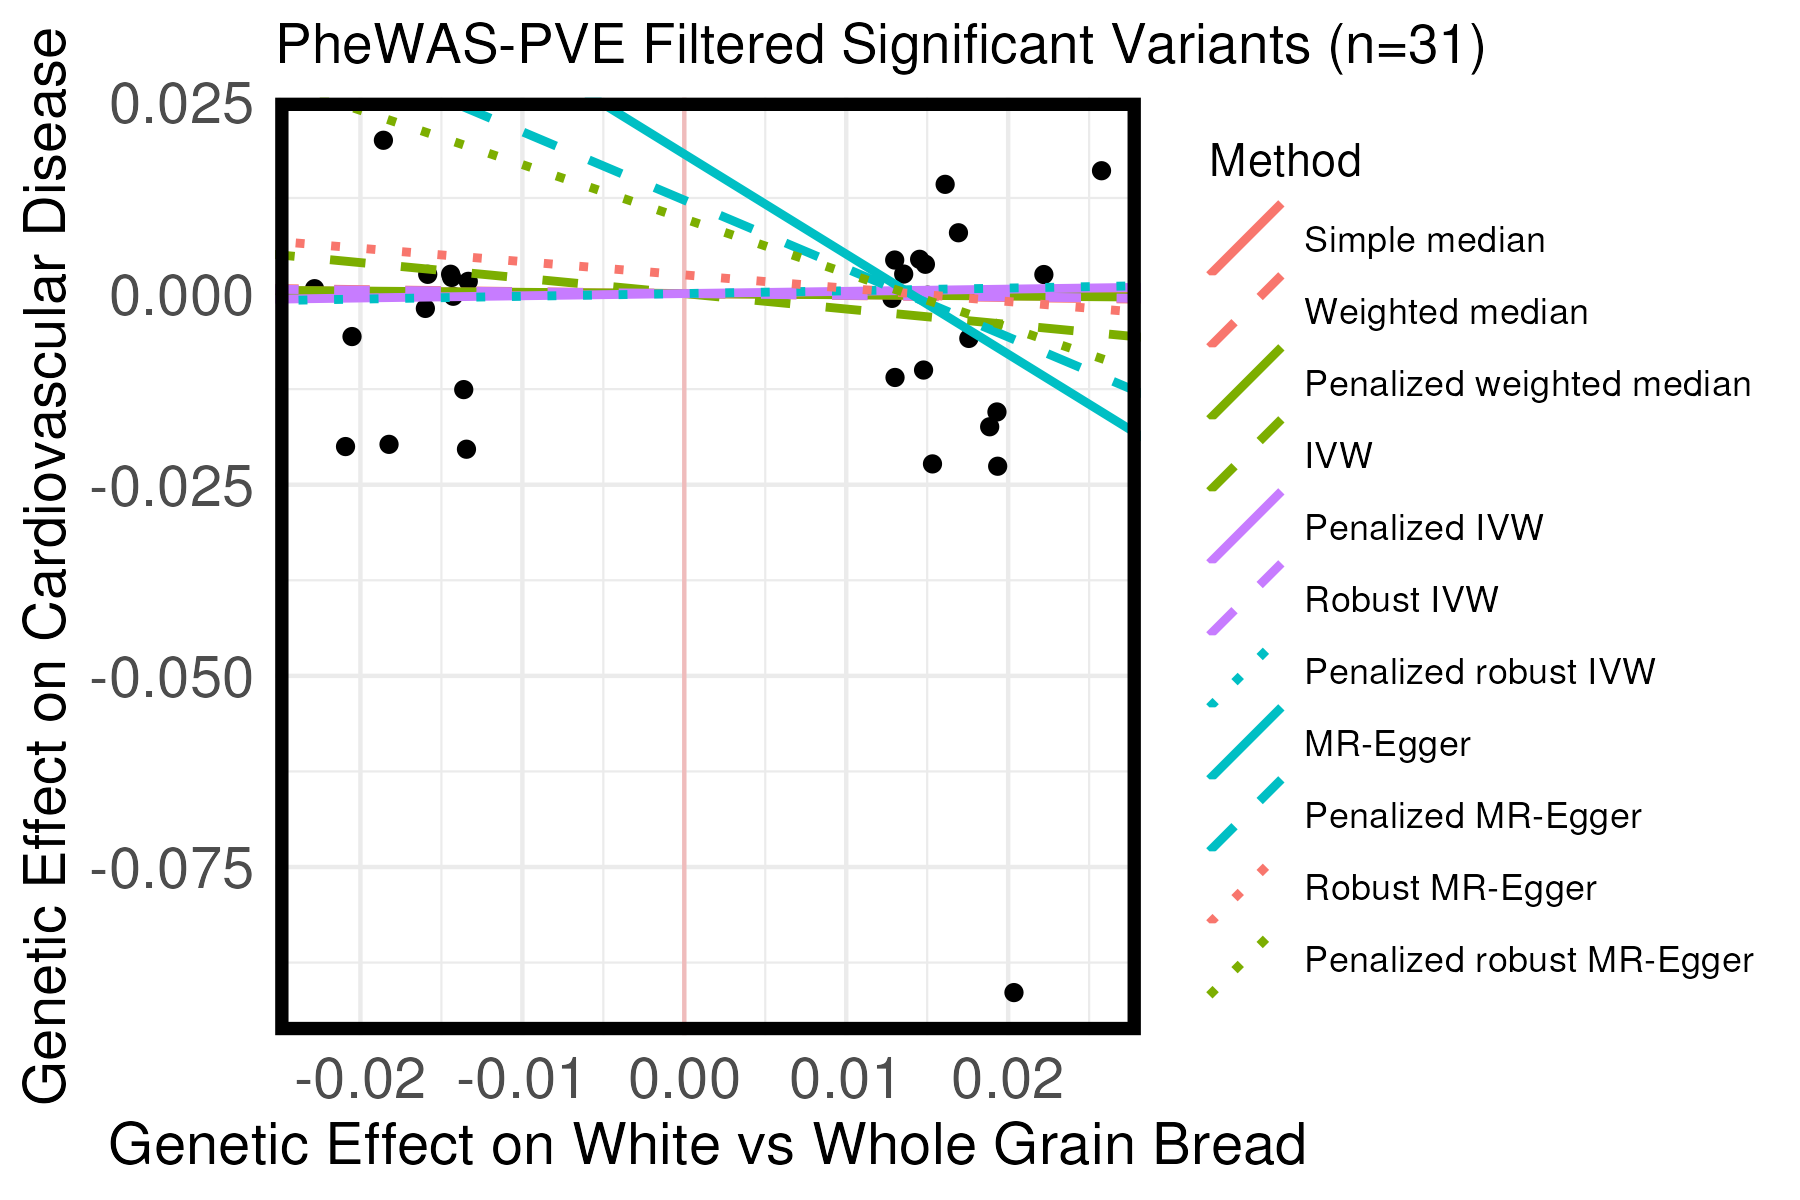 PheWAS-PVE Filtered Significant Variants (n=31)
Genetic Effect on Cardiovascular Disease
0.025
0.000
-0.025
-0.050
-0.075
-0.02 -0.01 0.00 0.01 0.02
Genetic Effect on White vs Whole Grain Bread
Method
Simple median
Weighted median
Penalized weighted median
IVW
Penalized IVW
Robust IVW
Penalized robust IVW
MR-Egger
Penalized MR-Egger
Robust MR-Egger
Penalized robust MR-Egger